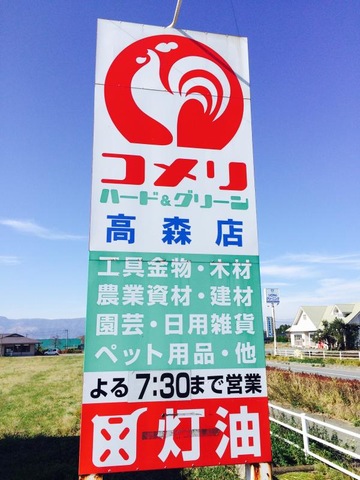 コメリ
ハード&グリーン
高森店
工具金物・木材
農業資材・建材
園芸・日用雑貨
ペット用品・他
よる7:30まで営業
灯油